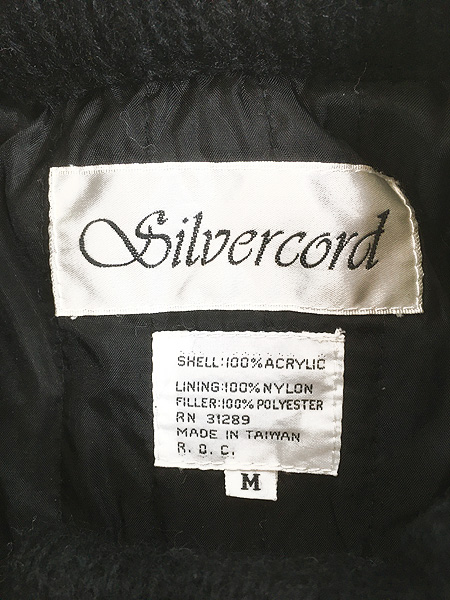 Silvercord
SHELL:100% ACRYLIC
LINING:100% NYLON
FILLER:100% POLYESTER
RN 31289
MADE IN TAIWAN
R. O. C.
M